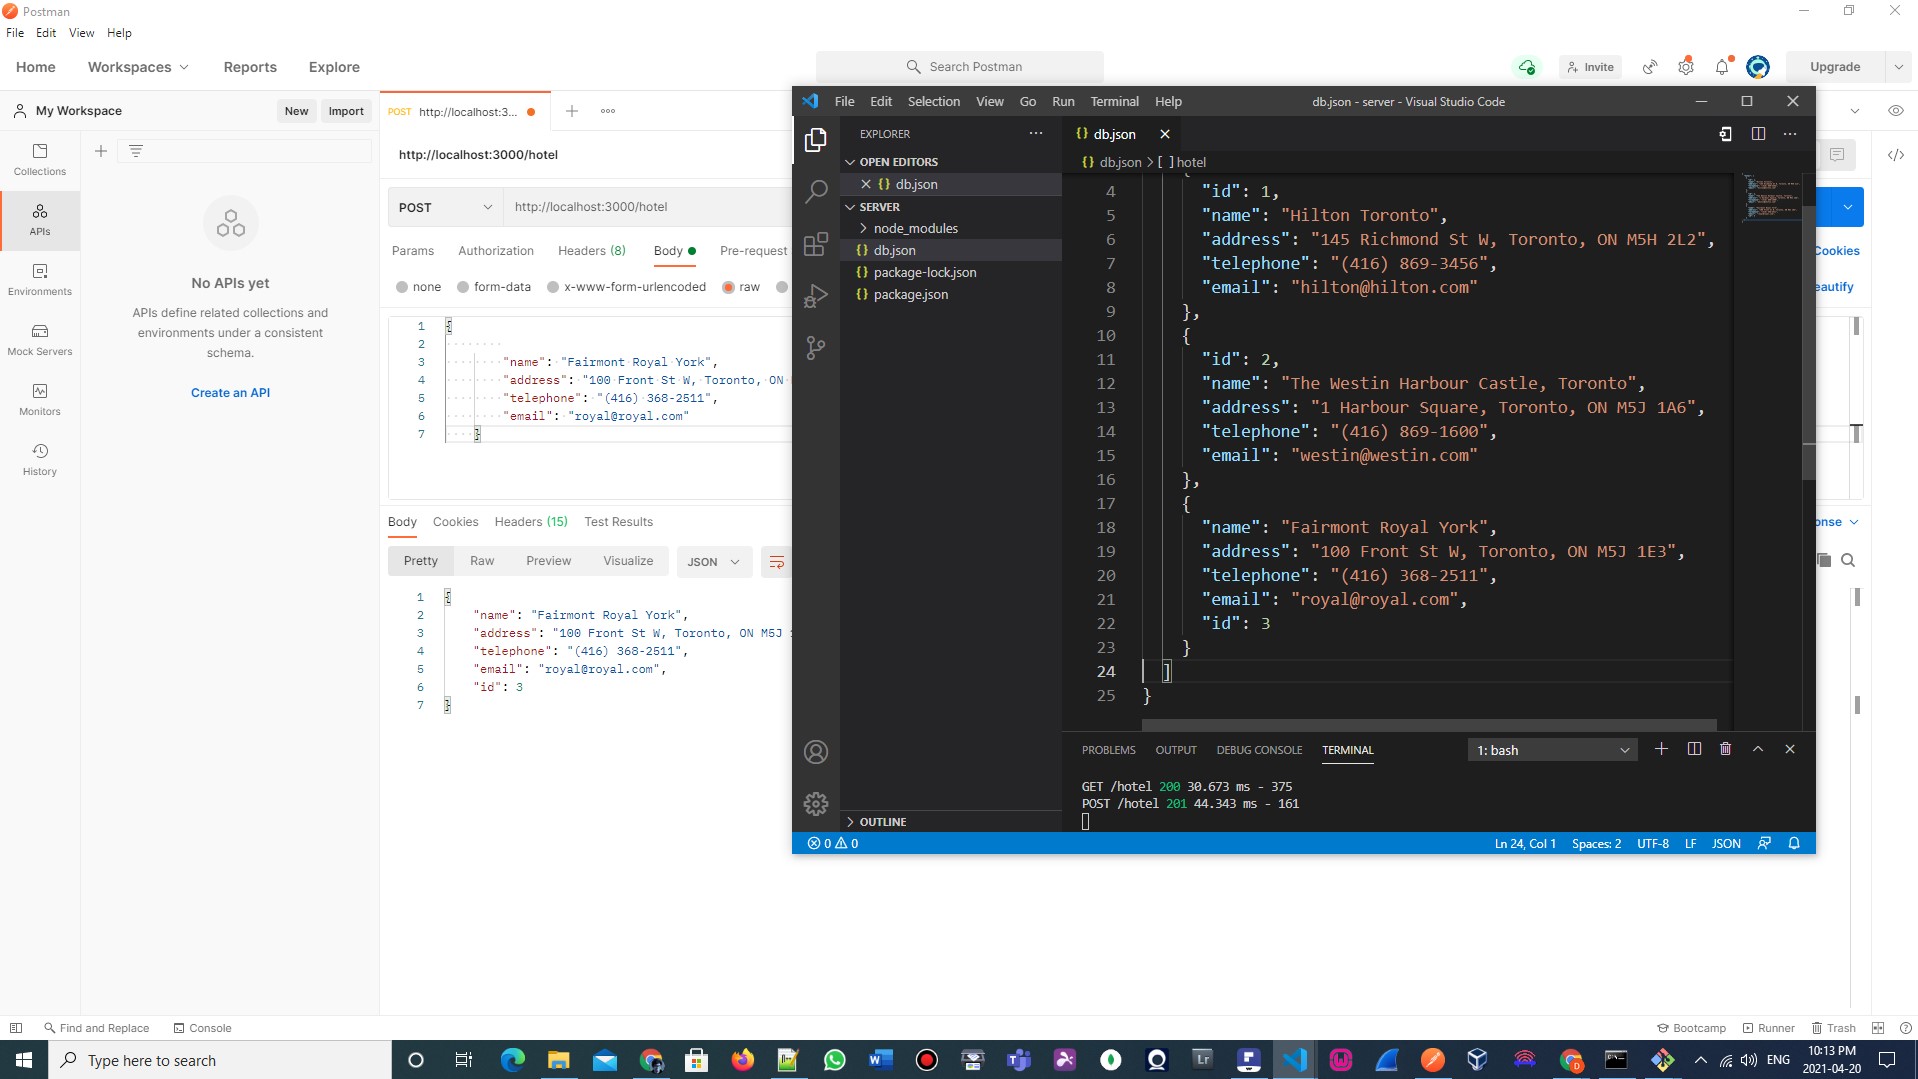 Postman
File Edit View Help
Home Workspaces Reports Explore
Search Postman
Invite
Upgrade
My Workspace
New Import
POST http://localhost:3...
http://localhost:3000/hotel
Collections
APIs
Environments
Mock Servers
Monitors
History
No APIs yet
APIs define related collections and
environments under a consistent
schema.
Create an API
POST http://localhost:3000/hotel
Params Authorization Headers (8) Body Pre-request
none form-data x-www-form-urlencoded raw
Cookies
eautify
1 {
2
3 "name": "Fairmont Royal York",
4 "address": "100 Front St W, Toronto, ON
5 "telephone": "(416) 368-2511",
6 "email": "royal@royal.com"
7 }
Body Cookies Headers (15) Test Results
onse
Pretty Raw Preview Visualize JSON
1 {
2 "name": "Fairmont Royal York",
3 "address": "100 Front St W, Toronto, ON M5J 1
4 "telephone": "(416) 368-2511",
5 "email": "royal@royal.com",
6 "id": 3
7 }
File Edit Selection View Go Run Terminal Help
db.json - server - Visual Studio Code
EXPLORER
OPEN EDITORS
{} db.json
SERVER
node_modules
{} db.json
{} package-lock.json
{} package.json
OUTLINE
{} db.json
{} db.json > [ ] hotel
{
4 "id": 1,
5 "name": "Hilton Toronto",
6 "address": "145 Richmond St W, Toronto, ON M5H 2L2",
7 "telephone": "(416) 869-3456",
8 "email": "hilton@hilton.com"
9 },
10 {
11 "id": 2,
12 "name": "The Westin Harbour Castle, Toronto",
13 "address": "1 Harbour Square, Toronto, ON M5J 1A6",
14 "telephone": "(416) 869-1600",
15 "email": "westin@westin.com"
16 },
17 {
18 "name": "Fairmont Royal York",
19 "address": "100 Front St W, Toronto, ON M5J 1E3",
20 "telephone": "(416) 368-2511",
21 "email": "royal@royal.com",
22 "id": 3
23 }
24 ]
25 }
PROBLEMS OUTPUT DEBUG CONSOLE TERMINAL
1: bash
GET /hotel 200 30.673 ms - 375
POST /hotel 201 44.343 ms - 161
0 0
Ln 24, Col 1 Spaces: 2 UTF-8 LF JSON
Find and Replace Console
Bootcamp Runner Trash
Type here to search
Lr
ENG
10:13 PM
2021-04-20